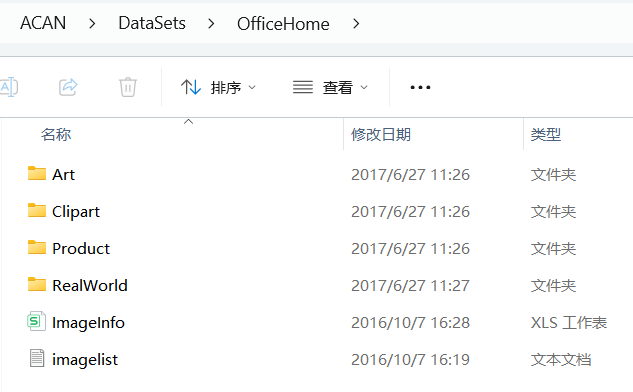 ACAN > DataSets > OfficeHome >
排序 查看 •••
名称 修改日期 类型
Art 2017/6/27 11:26 文件夹
Clipart 2017/6/27 11:26 文件夹
Product 2017/6/27 11:26 文件夹
RealWorld 2017/6/27 11:27 文件夹
ImageInfo 2016/10/7 16:28 XLS 工作表
imagelist 2016/10/7 16:19 文本文档